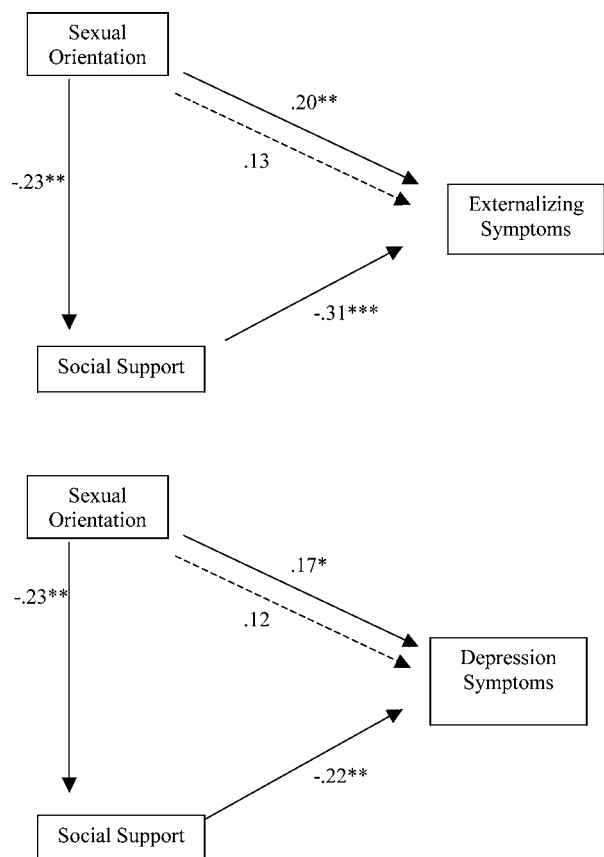 Sexual
Orientation
.20**
.13
-.23**
Externalizing
Symptoms
-.31***
Social Support
Sexual
Orientation
.17*
-.23**
.12
Depression
Symptoms
-.22**
Social Support